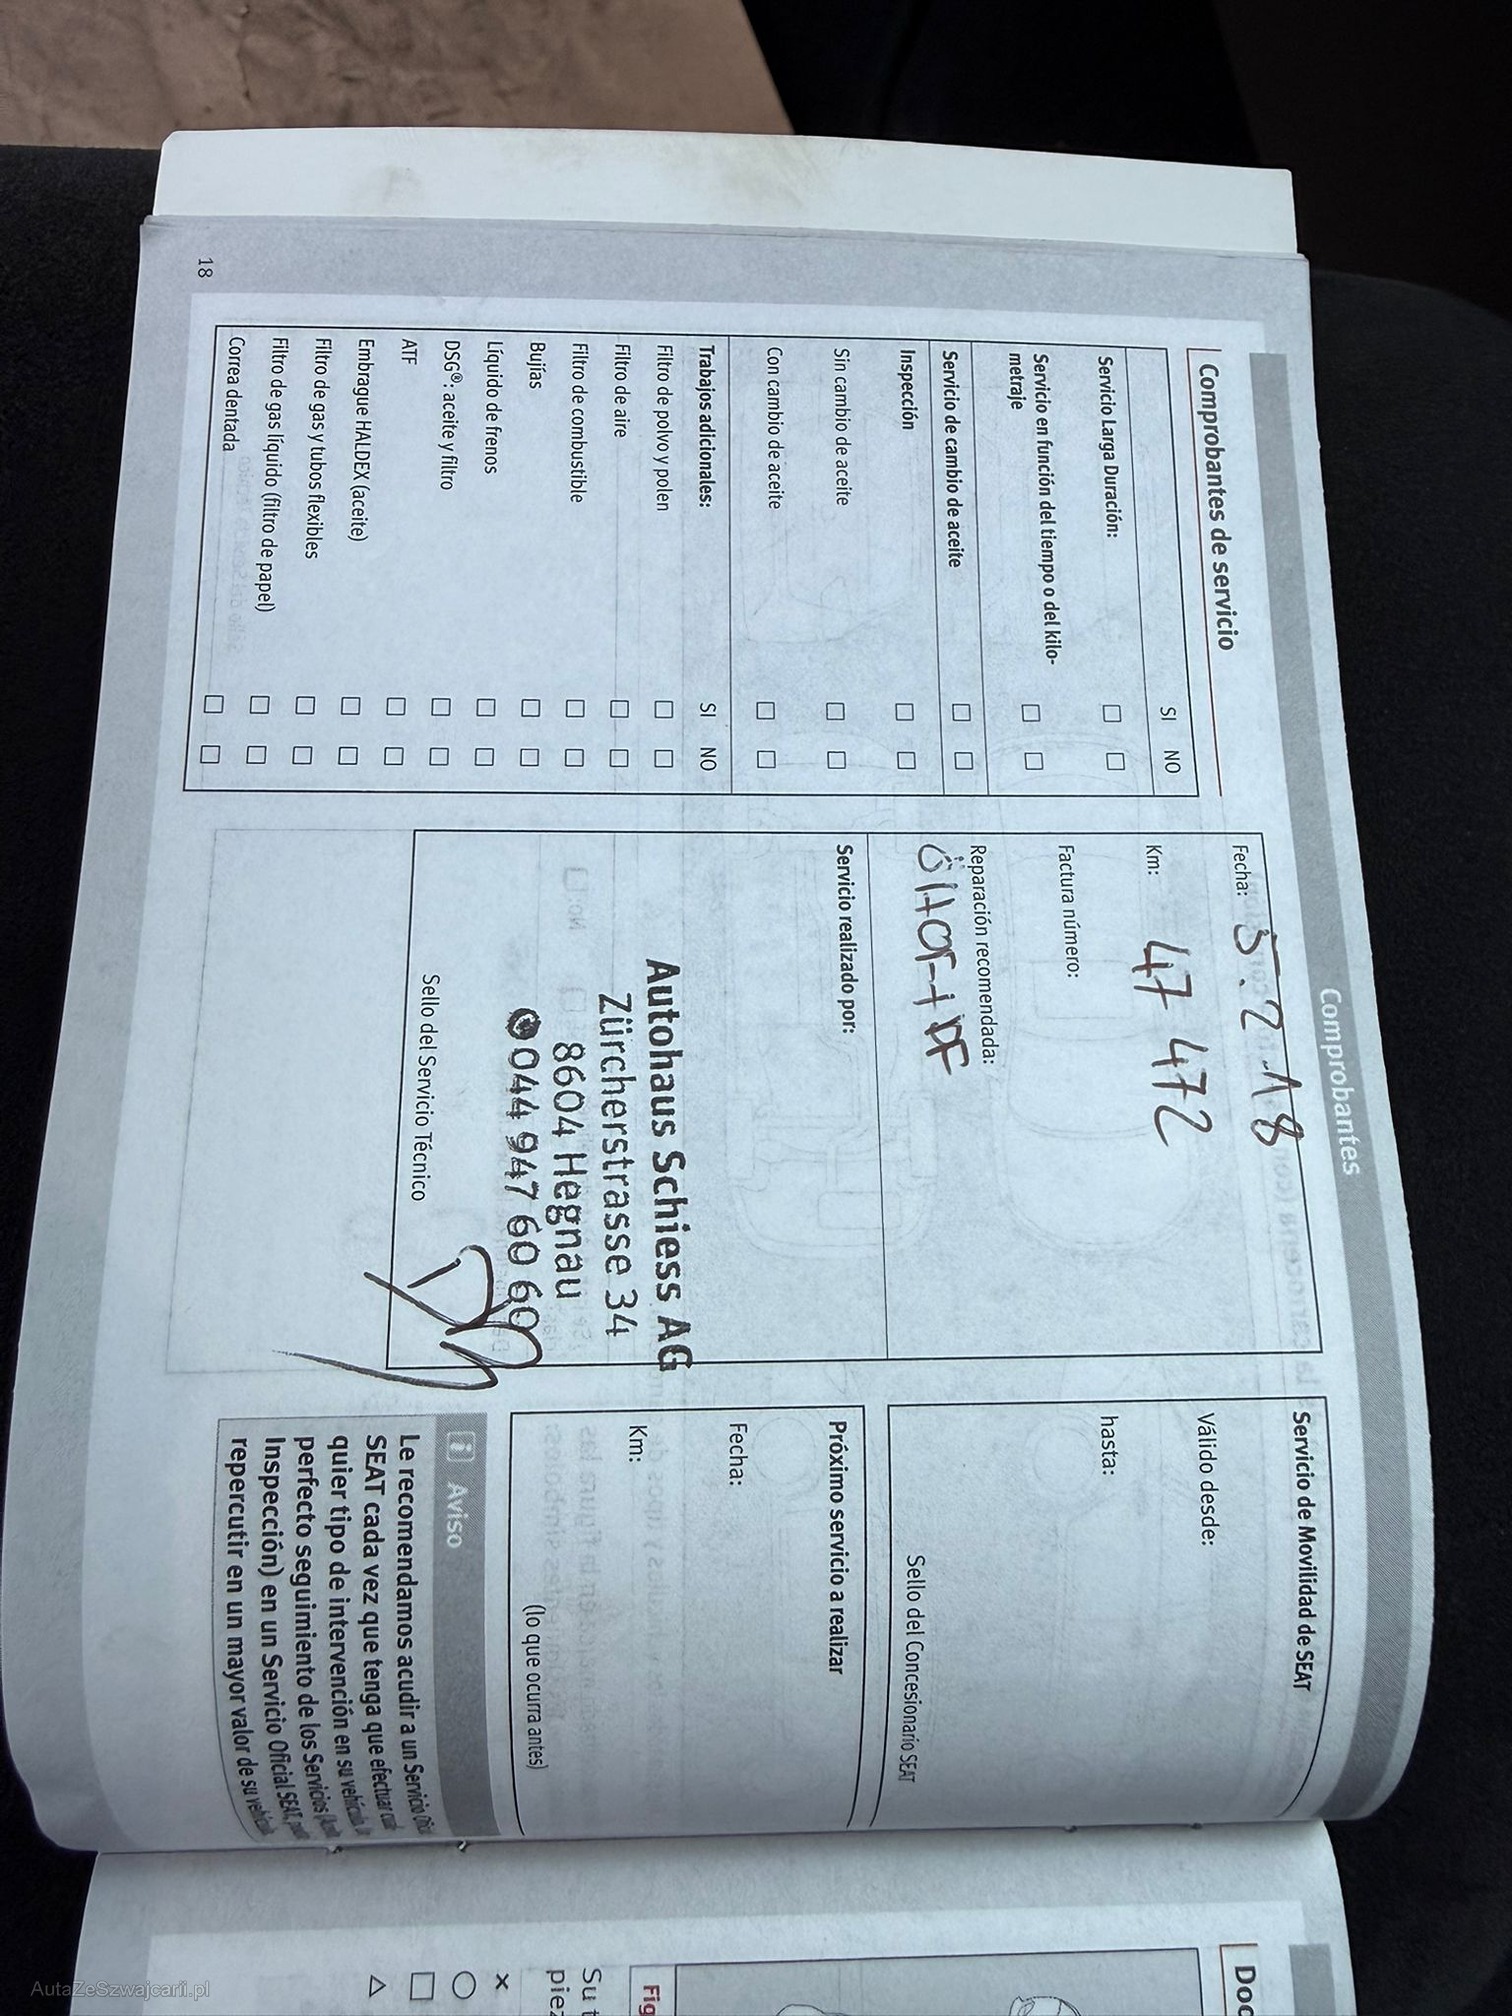 Comprobantes
Comprobantes de servicio
SI NO
Servicio Larga Duración: □ □
Servicio en función del tiempo o del kilo-
metraje □ □
Servicio de cambio de aceite □ □
Inspección □ □
Sin cambio de aceite □ □
Con cambio de aceite □ □
Trabajos adicionales: SI NO
Filtro de polvo y polen □ □
Filtro de aire □ □
Filtro de combustible □ □
Bujías □ □
Líquido de frenos □ □
DSG®: aceite y filtro □ □
ATF □ □
Embrague HALDEX (aceite) □ □
Filtro de gas y tubos flexibles □ □
Filtro de gas líquido (filtro de papel) □ □
Correa dentada □ □
18
Fecha: 5.2.18
Km: 47 472
Factura número:
Reparación recomendada:
Servicio realizado por:
Autohaus Schiess AG
Zürcherstrasse 34
8604 Hegnau
044 947 60 60
Sello del Servicio Técnico
Servicio de Movilidad de SEAT
Válido desde:
hasta:
Sello del Concesionario SEAT
Próximo servicio a realizar
Fecha:
Km:
(lo que ocurra antes)
i Aviso
Le recomendamos acudir a un Servicio
SEAT cada vez que tenga que efectuar
quier tipo de intervención en su vehículo.
perfecto seguimiento de los Servicios
Inspección) en un Servicio Oficial SEAT,
repercutir en un mayor valor de su vehículo
Doc
Fig
Su
pie
×
○
□
△
AutaZeSzwajcarii.pl